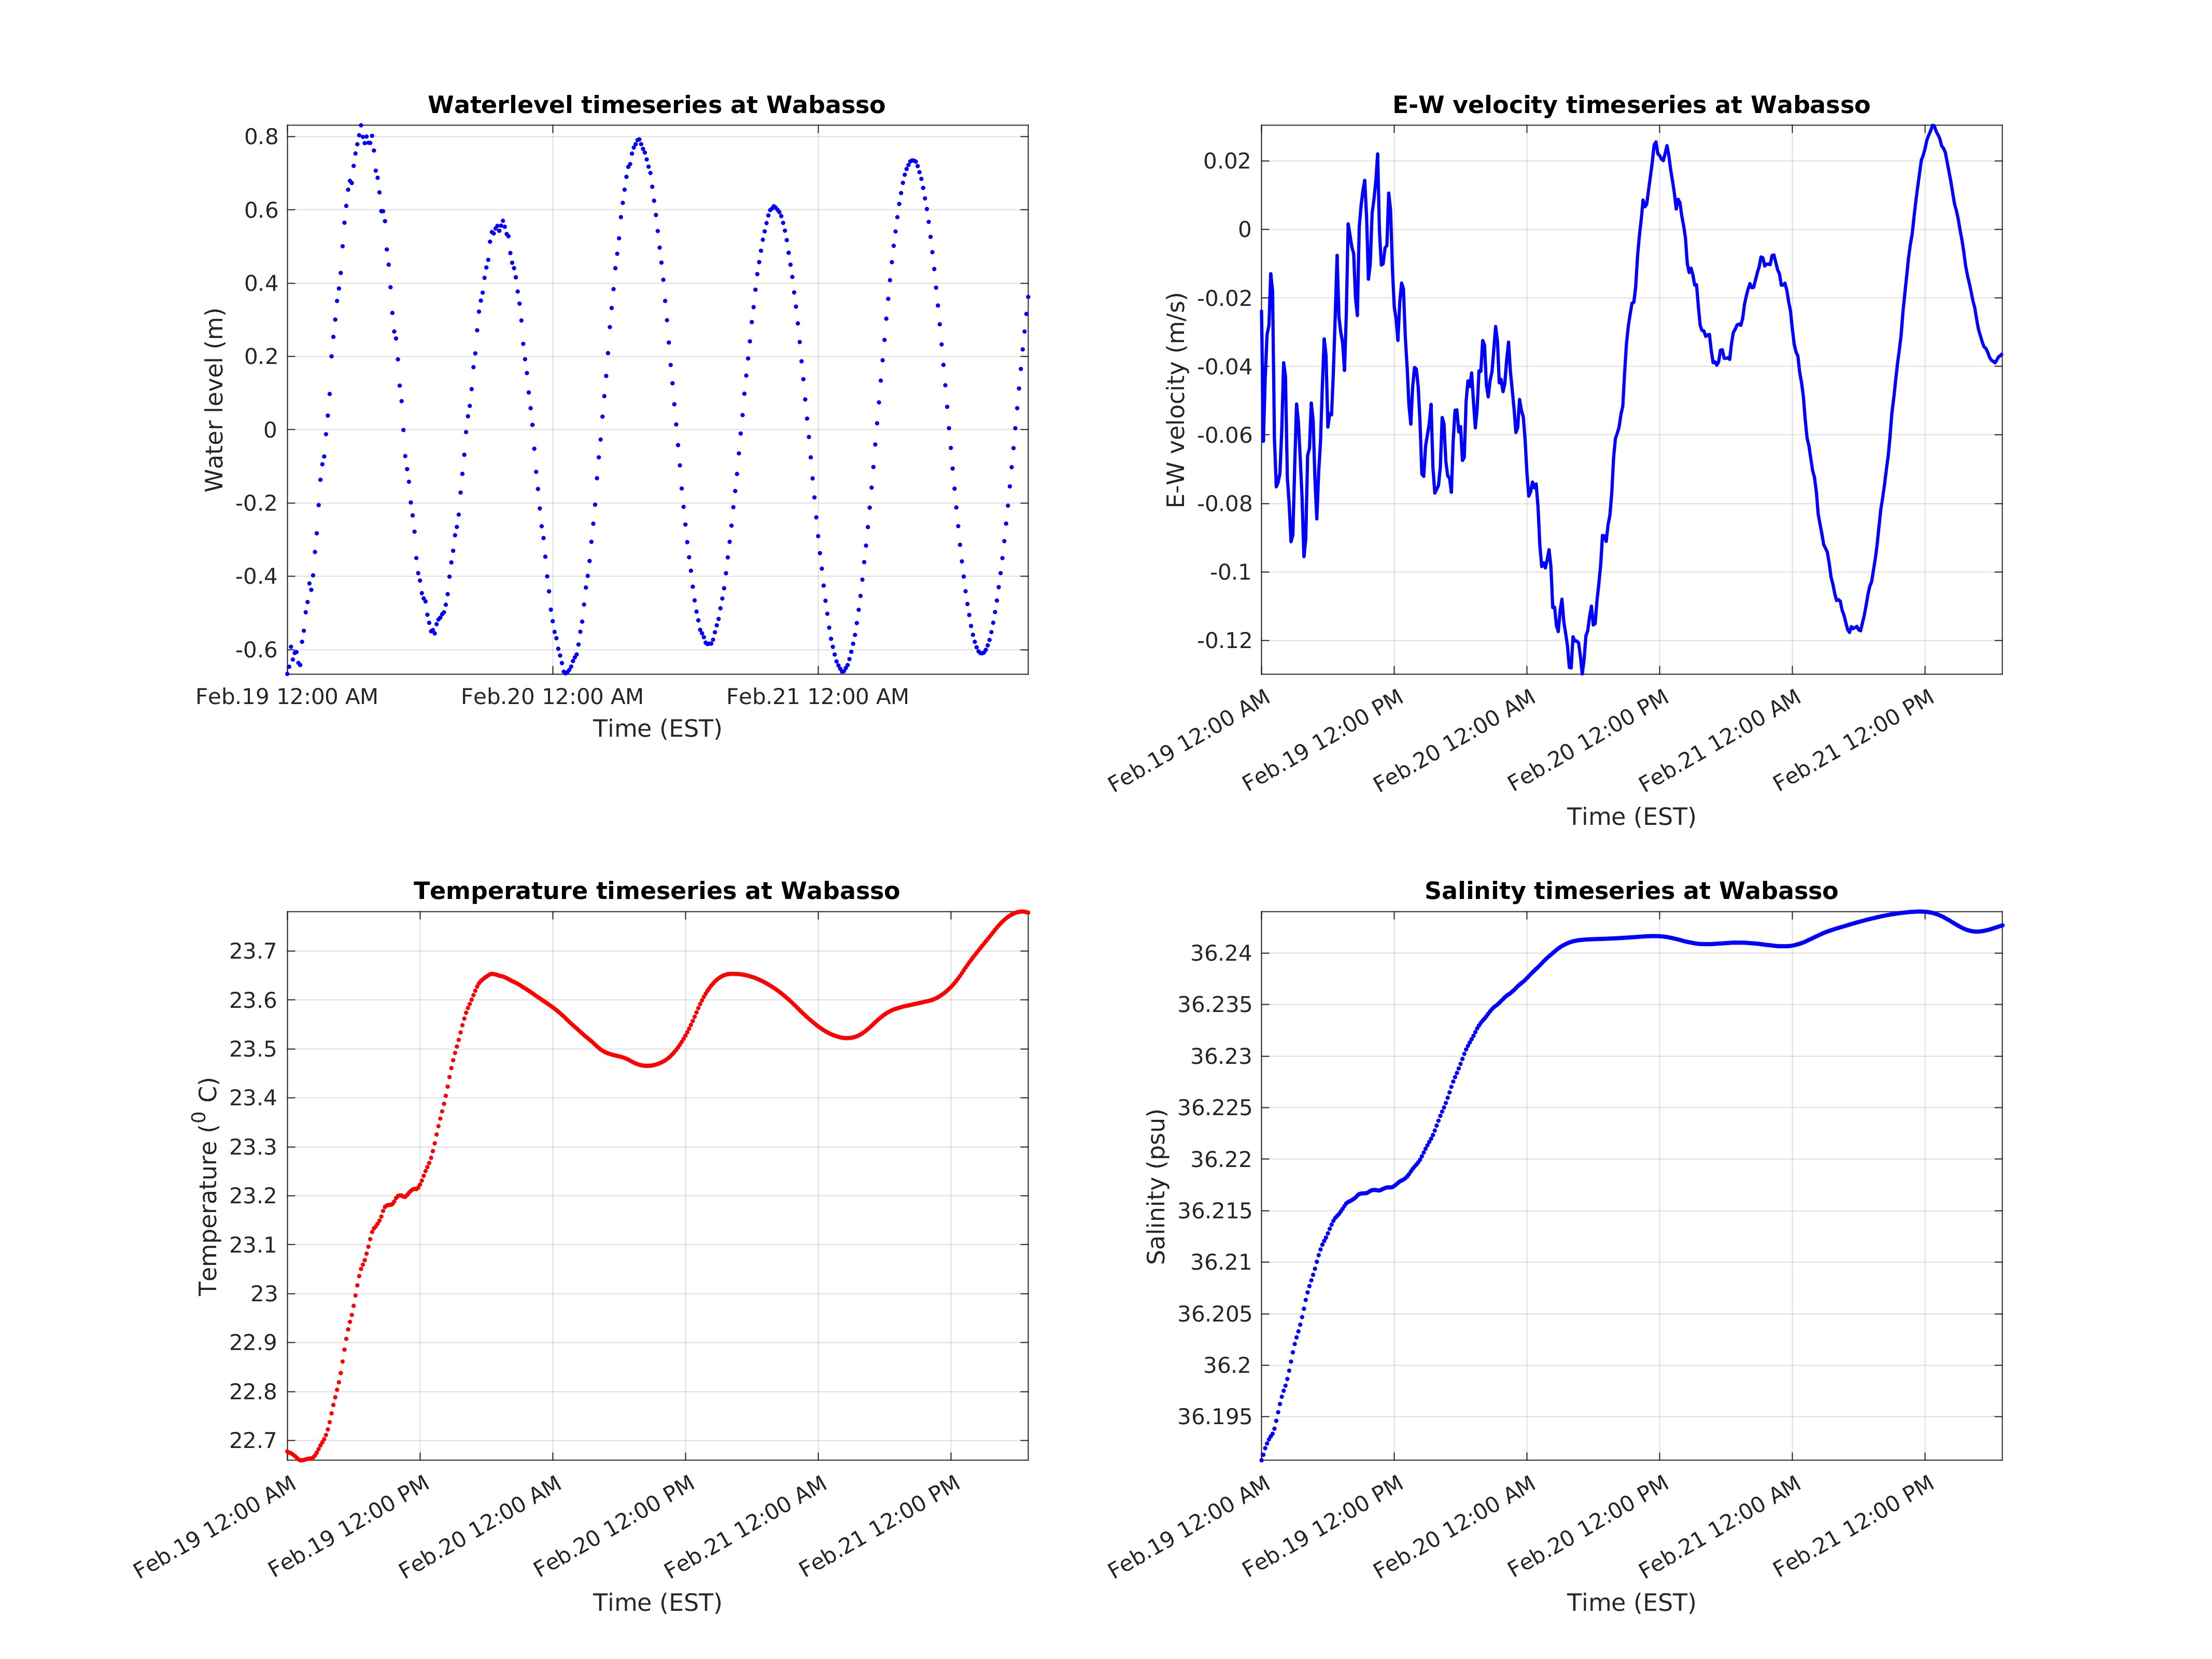 Waterlevel timeseries at Wabasso
0.8
0.6
0.4
0.2
0
-0.2
-0.4
-0.6
Water level (m)
Feb.19 12:00 AM
Feb.20 12:00 AM
Feb.21 12:00 AM
Time (EST)
E-W velocity timeseries at Wabasso
0.02
0
-0.02
-0.04
-0.06
-0.08
-0.1
-0.12
E-W velocity (m/s)
Feb.19 12:00 AM
Feb.19 12:00 PM
Feb.20 12:00 AM
Feb.20 12:00 PM
Feb.21 12:00 AM
Feb.21 12:00 PM
Time (EST)
Temperature timeseries at Wabasso
23.7
23.6
23.5
23.4
23.3
23.2
23.1
23
22.9
22.8
22.7
Temperature (⁰ C)
Feb.19 12:00 AM
Feb.19 12:00 PM
Feb.20 12:00 AM
Feb.20 12:00 PM
Feb.21 12:00 AM
Feb.21 12:00 PM
Time (EST)
Salinity timeseries at Wabasso
36.24
36.235
36.23
36.225
36.22
36.215
36.21
36.205
36.2
36.195
Salinity (psu)
Feb.19 12:00 AM
Feb.19 12:00 PM
Feb.20 12:00 AM
Feb.20 12:00 PM
Feb.21 12:00 AM
Feb.21 12:00 PM
Time (EST)